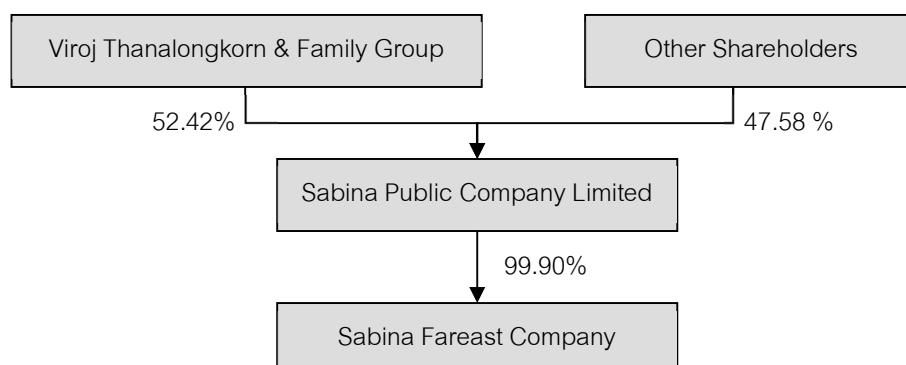 Viroj Thanalongkorn & Family Group
Other Shareholders
52.42%
47.58 %
Sabina Public Company Limited
99.90%
Sabina Fareast Company